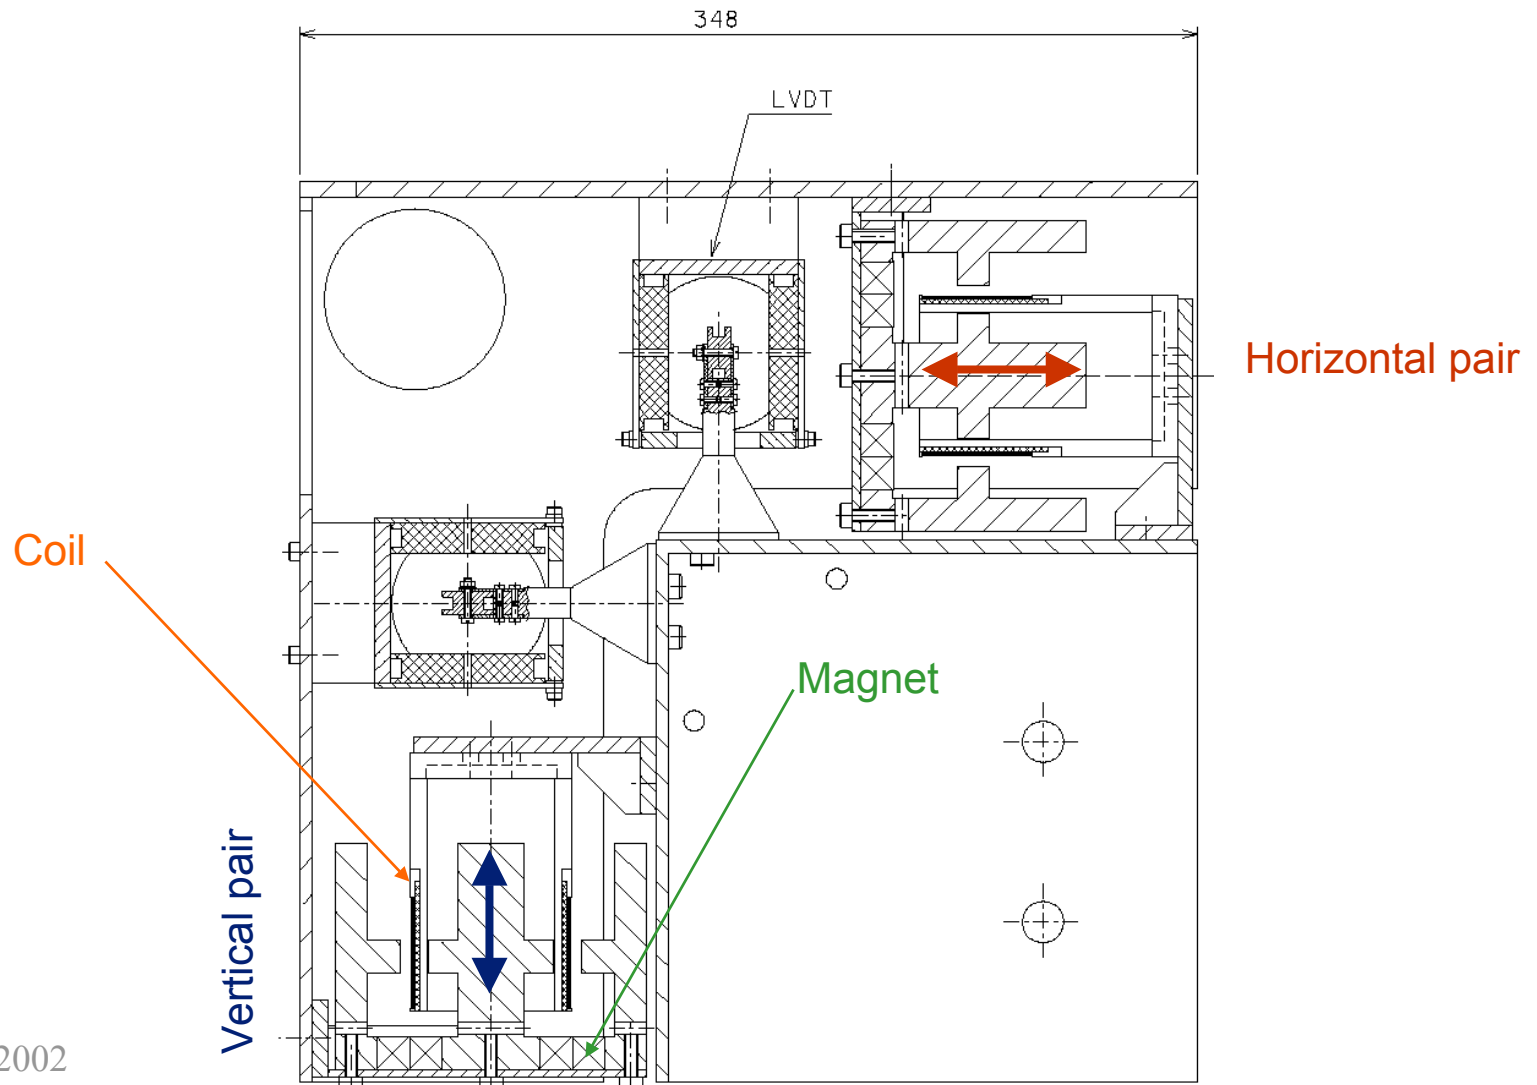 348
LVDT
Horizontal pair
Coil
Magnet
Vertical pair
2002